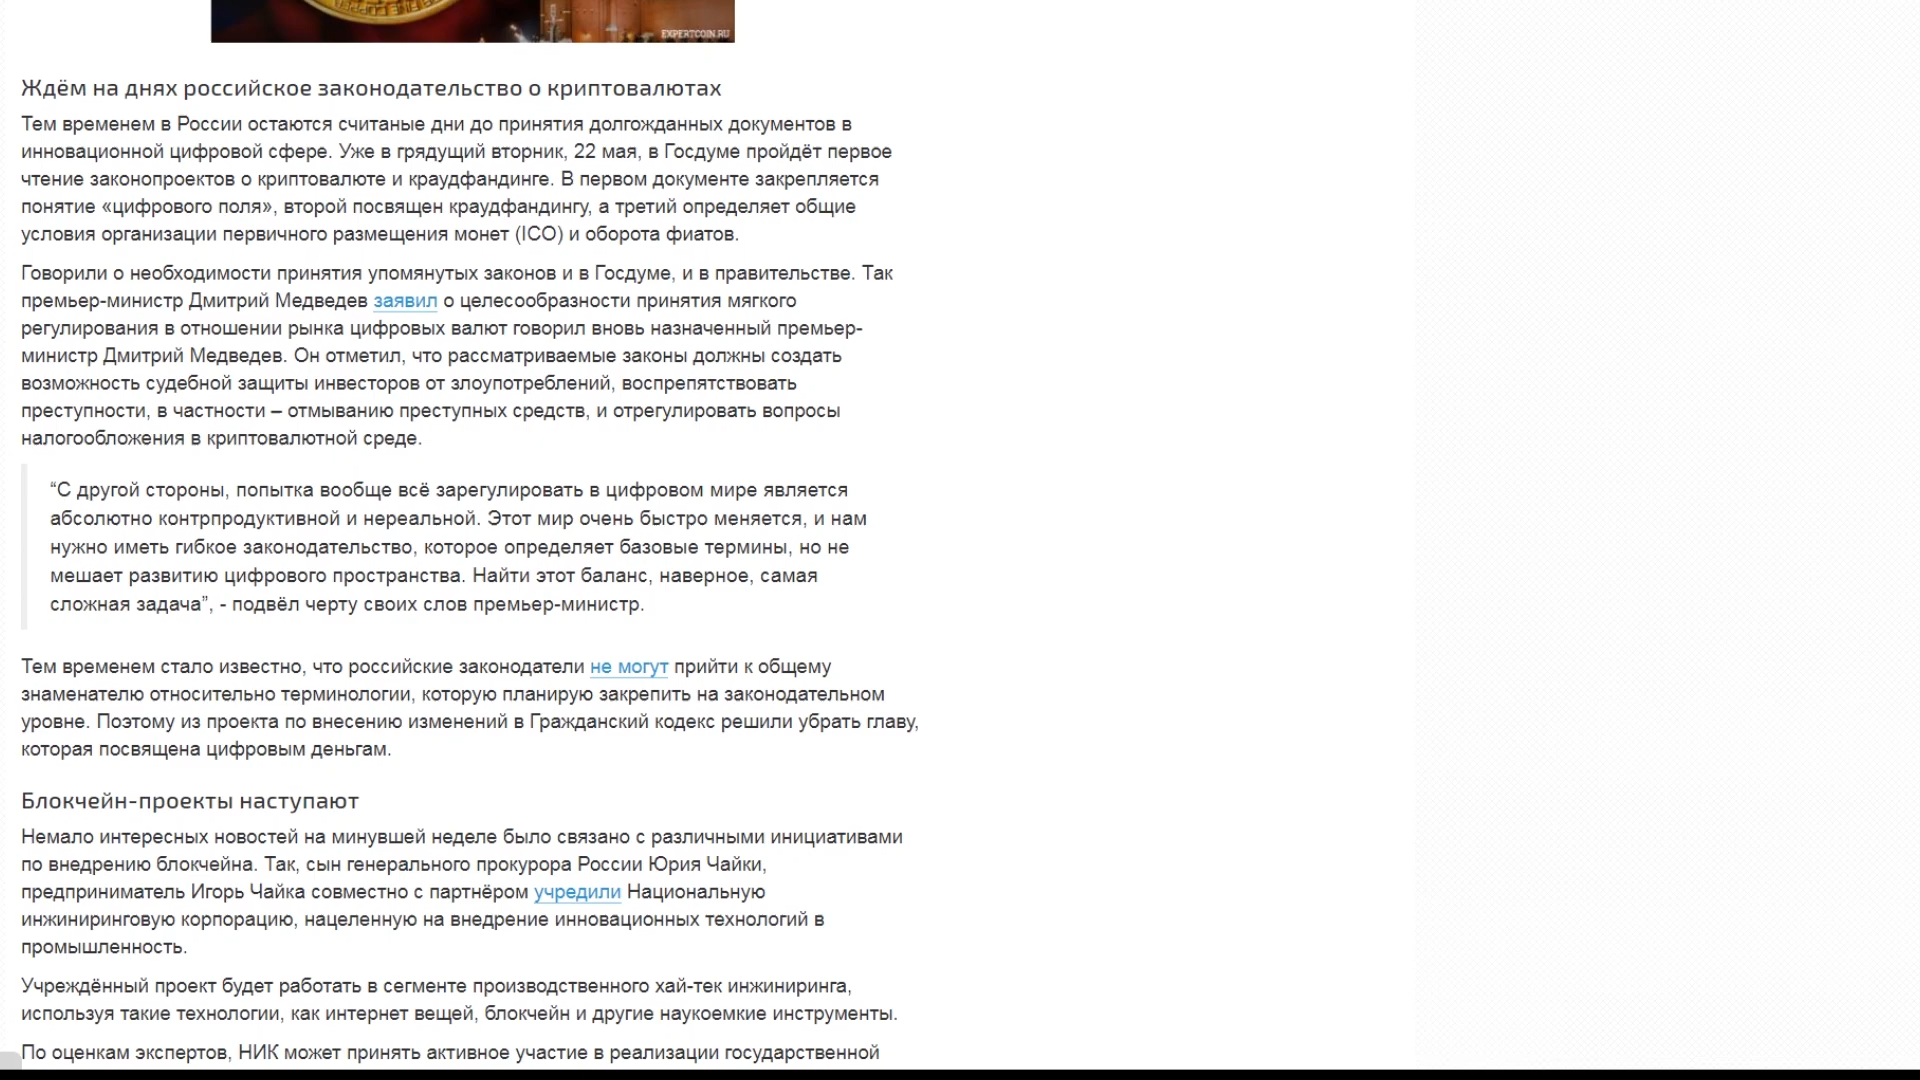 EXPERTCOIN.RU
Ждём на днях российское законодательство о криптовалютах
Тем временем в России остаются считаные дни до принятия долгожданных документов в
инновационной цифровой сфере. Уже в грядущий вторник, 22 мая, в Госдуме пройдёт первое
чтение законопроектов о криптовалюте и краудфандинге. В первом документе закрепляется
понятие «цифрового поля», второй посвящен краудфандингу, а третий определяет общие
условия организации первичного размещения монет (ICO) и оборота фиатов.
Говорили о необходимости принятия упомянутых законов и в Госдуме, и в правительстве. Так
премьер-министр Дмитрий Медведев заявил о целесообразности принятия мягкого
регулирования в отношении рынка цифровых валют говорил вновь назначенный премьер-
министр Дмитрий Медведев. Он отметил, что рассматриваемые законы должны создать
возможность судебной защиты инвесторов от злоупотреблений, воспрепятствовать
преступности, в частности – отмыванию преступных средств, и отрегулировать вопросы
налогообложения в криптовалютной среде.
“С другой стороны, попытка вообще всё зарегулировать в цифровом мире является
абсолютно контрпродуктивной и нереальной. Этот мир очень быстро меняется, и нам
нужно иметь гибкое законодательство, которое определяет базовые термины, но не
мешает развитию цифрового пространства. Найти этот баланс, наверное, самая
сложная задача”, - подвёл черту своих слов премьер-министр.
Тем временем стало известно, что российские законодатели не могут прийти к общему
знаменателю относительно терминологии, которую планирую закрепить на законодательном
уровне. Поэтому из проекта по внесению изменений в Гражданский кодекс решили убрать главу,
которая посвящена цифровым деньгам.
Блокчейн-проекты наступают
Немало интересных новостей на минувшей неделе было связано с различными инициативами
по внедрению блокчейна. Так, сын генерального прокурора России Юрия Чайки,
предприниматель Игорь Чайка совместно с партнёром учредили Национальную
инжиниринговую корпорацию, нацеленную на внедрение инновационных технологий в
промышленность.
Учреждённый проект будет работать в сегменте производственного хай-тек инжиниринга,
используя такие технологии, как интернет вещей, блокчейн и другие наукоемкие инструменты.
По оценкам экспертов, НИК может принять активное участие в реализации государственной